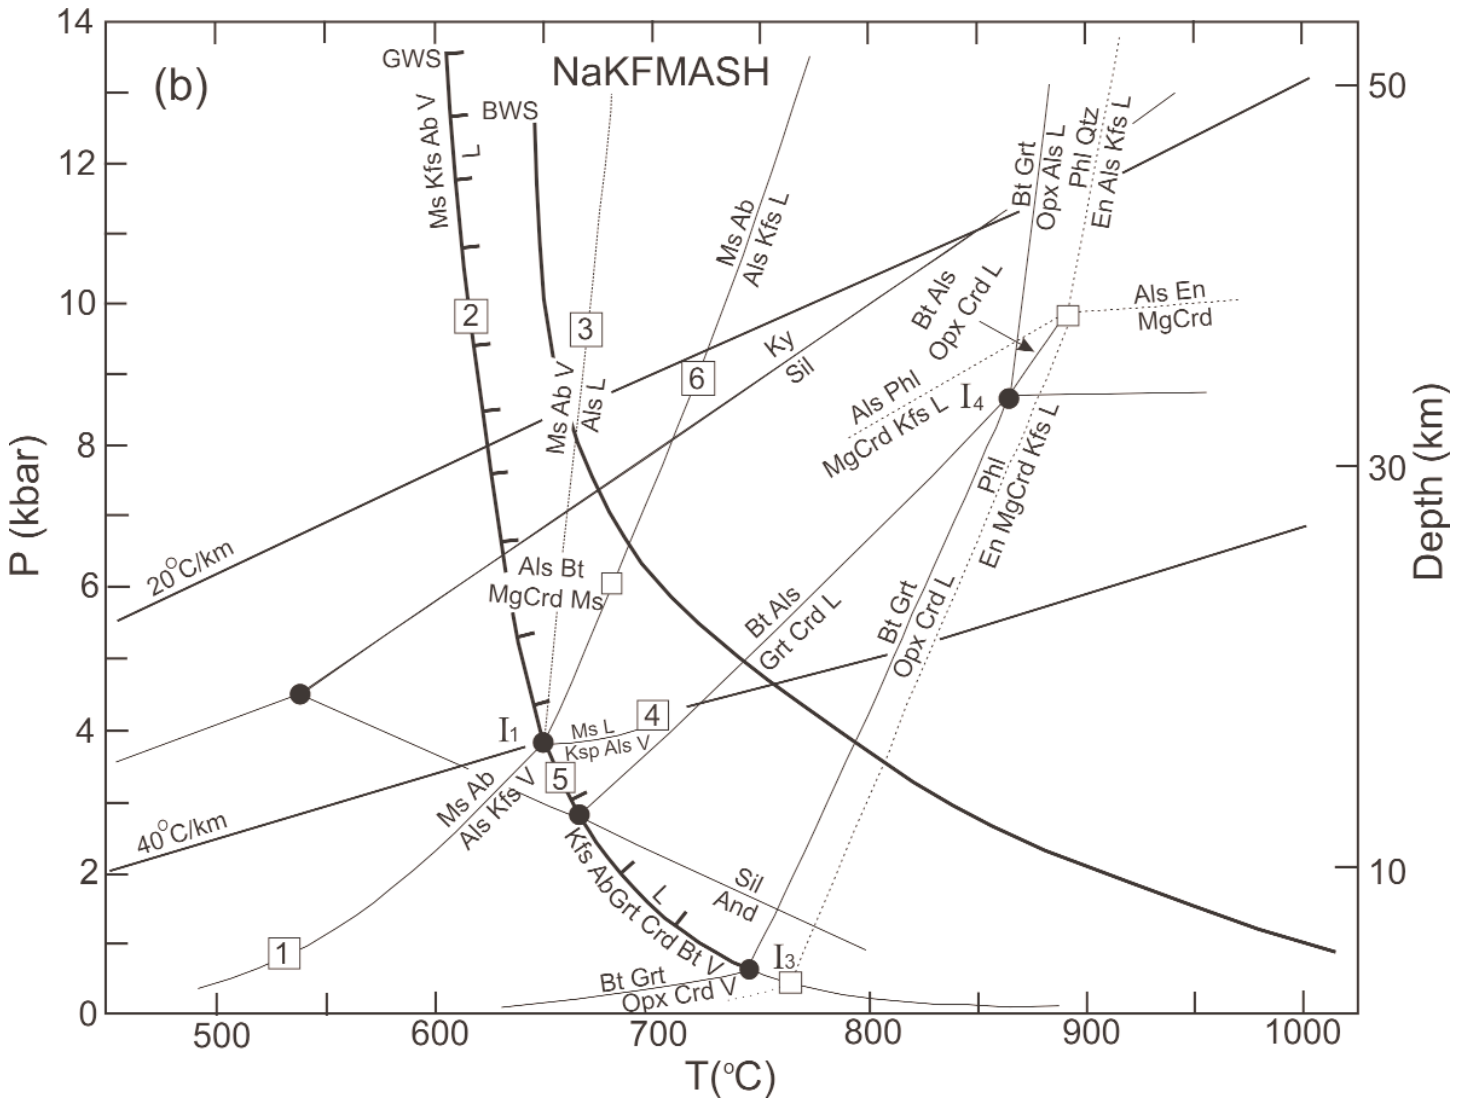 (b)
NaKFMASH
GWS
BWS
Ms Kfs Ab V
L
Ms Ab V
Als L
Ms Ab
Als Kfs L
Bt Grt
Opx Als L
Phl Qtz
En Als Kfs L
Bt Als
Opx Crd L
Als En
MgCrd
Als Phl
MgCrd Kfs L
Ky
Sil
I4
2
3
6
Phl
En MgCrd Kfs L
20°C/km
Als Bt
MgCrd Ms
Bt Als
Grt Crd L
Bt Grt
Opx Crd L
I1
Ms L
Ksp Als V
4
5
40°C/km
Ms Ab
Als Kfs V
1
Kfs AbGrt Crd Bt V
L
Sil
And
I3
Bt Grt
Opx Crd V
P (kbar)
14
12
10
8
6
4
2
0
Depth (km)
50
30
10
500
600
700
800
900
1000
T(°C)